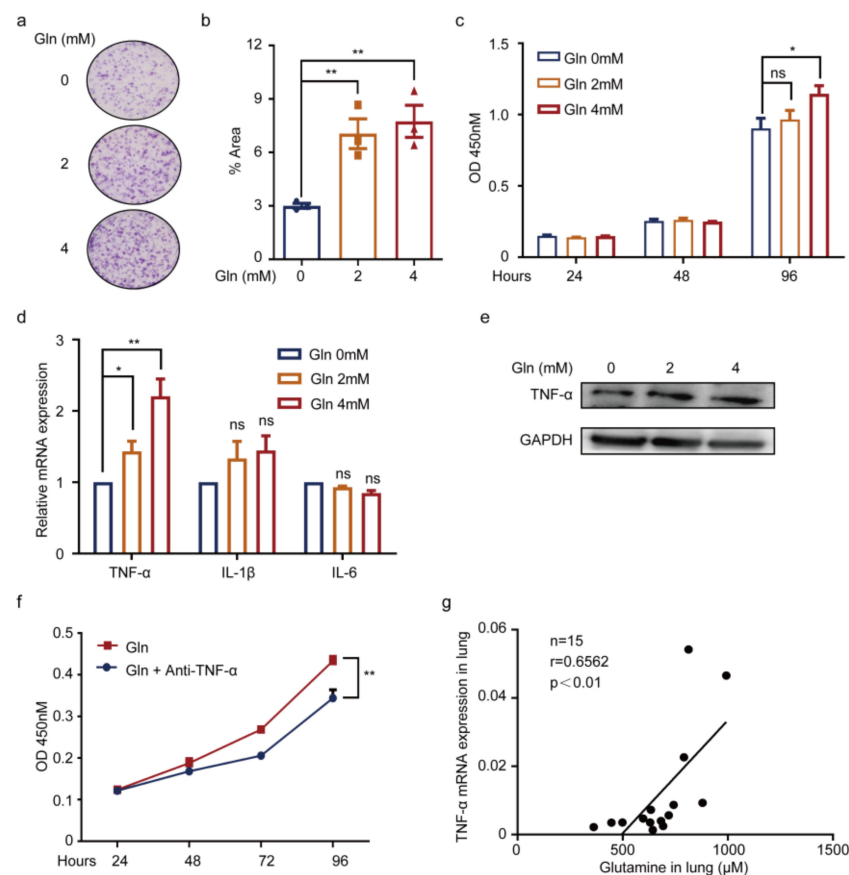 a
Gln (mM)
0
2
4
b
12
9
6
3
0
% Area
**
**
Gln (mM) 0 2 4
c
1.5
1.0
0.5
0
OD 450nM
Gln 0mM
Gln 2mM
Gln 4mM
*
ns
Hours 24 48 96
d
3
2
1
0
Relative mRNA expression
**
*
Gln 0mM
Gln 2mM
Gln 4mM
ns ns
ns ns
TNF-α IL-1β IL-6
e
Gln (mM) 0 2 4
TNF-α
GAPDH
f
0.5
0.4
0.3
0.2
0.1
0
OD 450nM
Gln
Gln + Anti-TNF-α
**
Hours 24 48 72 96
g
0.06
0.04
0.02
0
TNF-α mRNA expression in lung
n=15
r=0.6562
p<0.01
0 500 1000 1500
Glutamine in lung (μM)